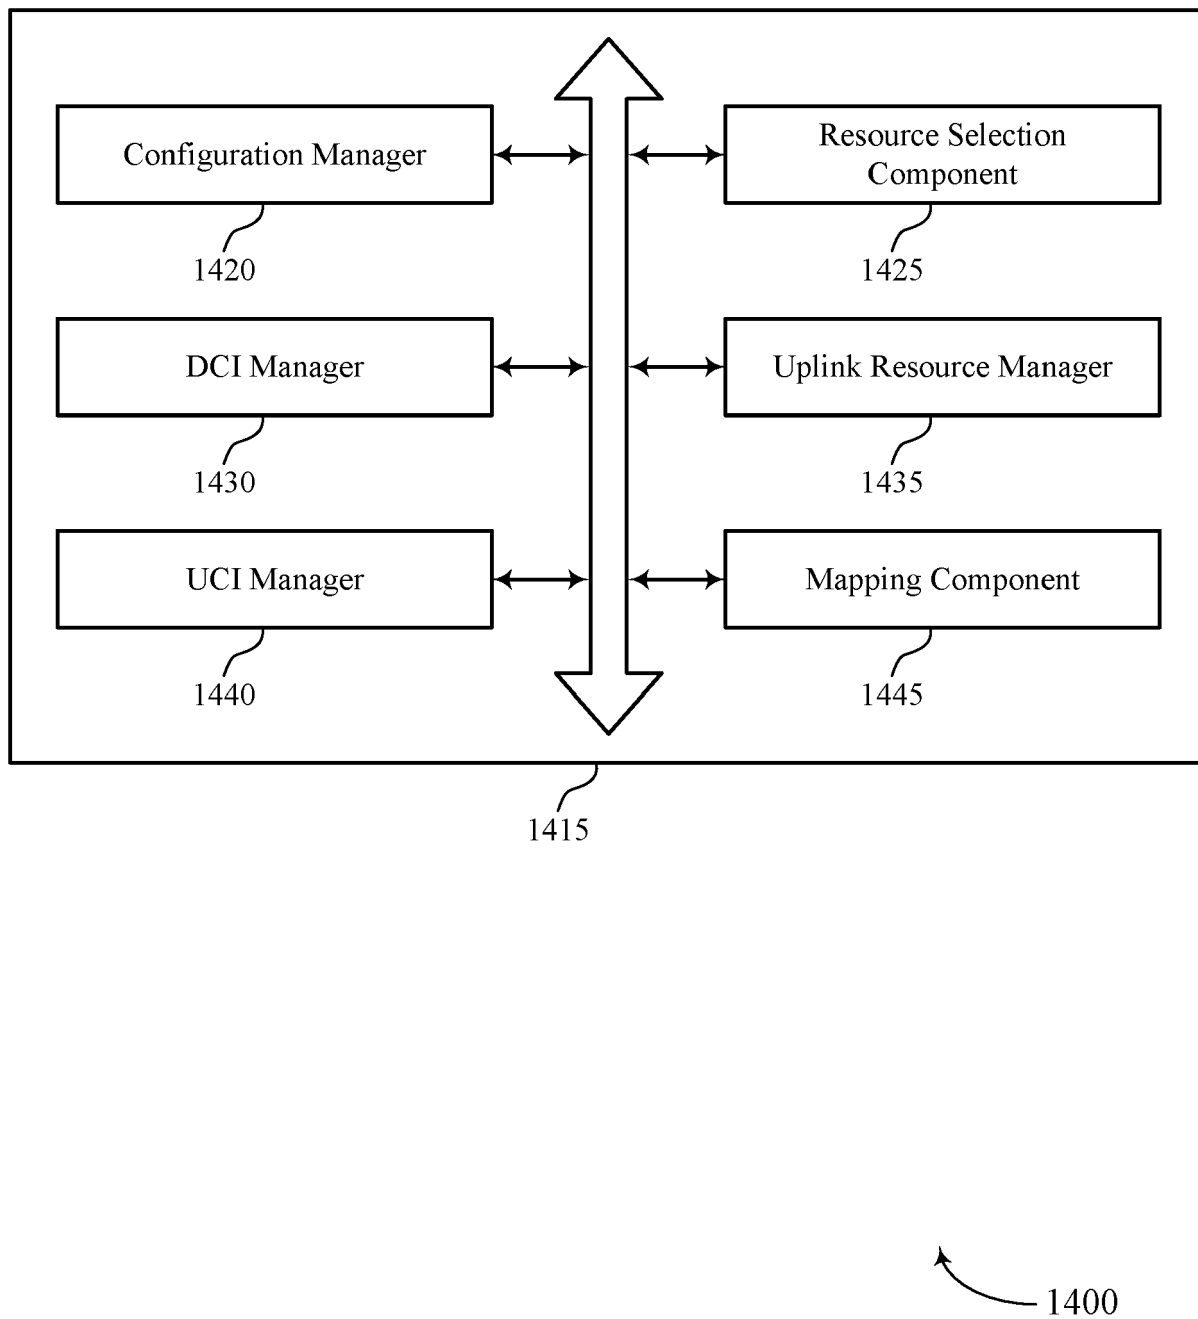 Configuration Manager
1420
Resource Selection
Component
1425
DCI Manager
1430
Uplink Resource Manager
1435
UCI Manager
1440
Mapping Component
1445
1415
1400